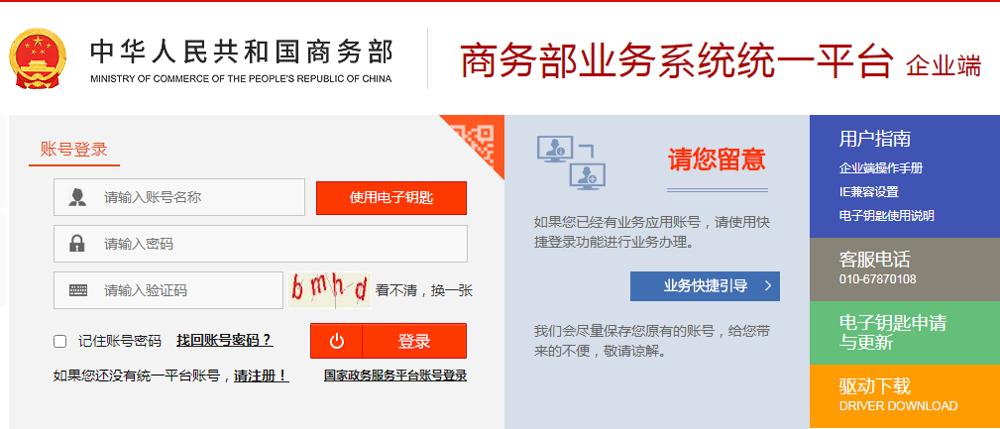 中华人民共和国商务部
MINISTRY OF COMMERCE OF THE PEOPLE'S REPUBLIC OF CHINA
商务部业务系统统一平台 企业端
账号登录
请输入账号名称
使用电子钥匙
请输入密码
请输入验证码
bmhd
看不清，换一张
记住账号密码
找回账号密码？
登录
如果您还没有统一平台账号，请注册！
国家政务服务平台账号登录
请您留意
如果您已经有业务应用账号，请使用快
捷登录功能进行业务办理。
业务快捷引导
我们会尽量保存您原有的账号，给您带
来的不便，敬请谅解。
用户指南
企业端操作手册
IE兼容设置
电子钥匙使用说明
客服电话
010-67870108
电子钥匙申请
与更新
驱动下载
DRIVER DOWNLOAD